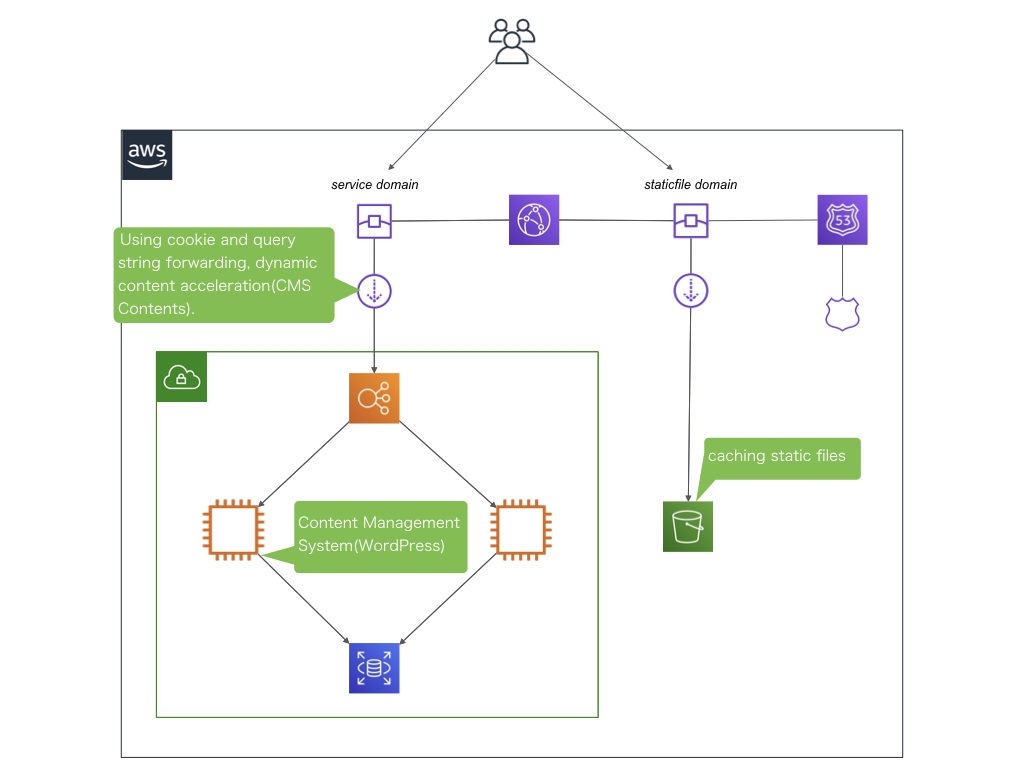 aws
service domain
staticfile domain
53
Using cookie and query
string forwarding, dynamic
content acceleration(CMS
Contents).
caching static files
Content Management
System(WordPress)